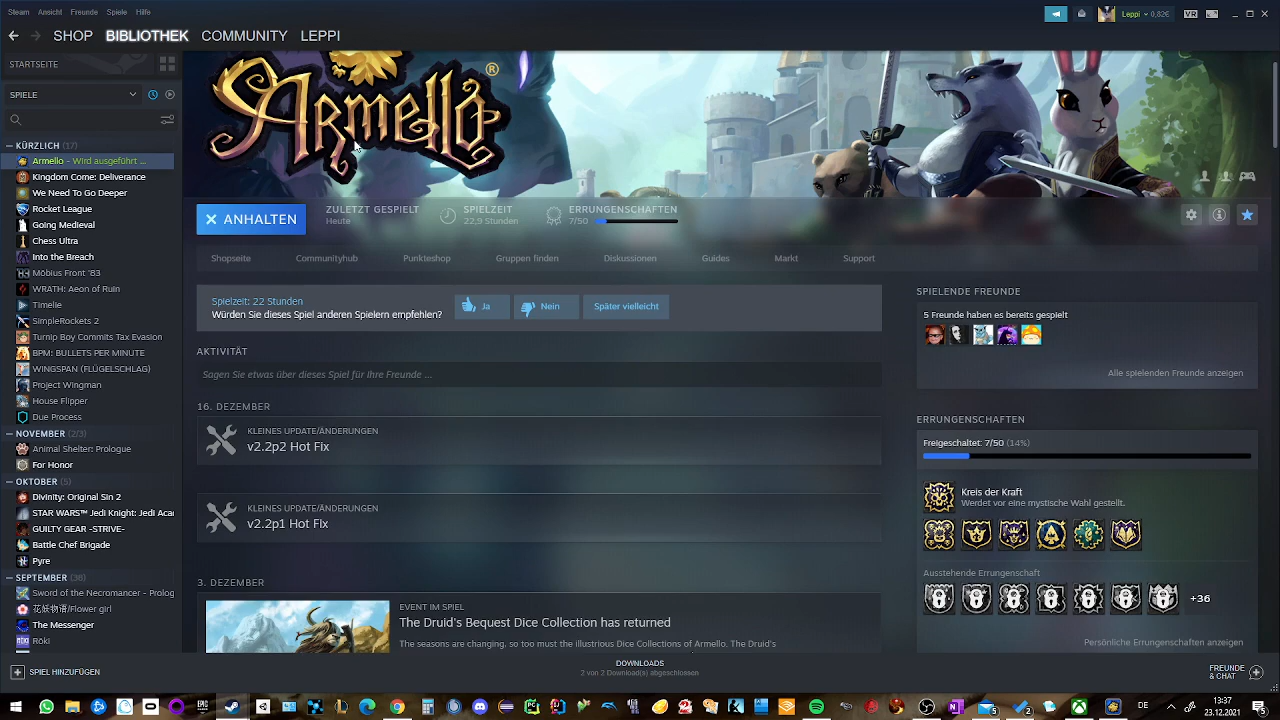 Steam Ansicht Freunde Spiele Hilfe
Leppi 0,82€ VR
SHOP BIBLIOTHEK COMMUNITY LEPPI
STARTSEITE
SPIELE
KÜRZLICH (17)
Armello - Wird ausgeführt ...
Kingdom Come: Deliverance
We Need To Go Deeper
Rocket League
Going Medieval
Chess Ultra
Into the Breach
Möbius Front '83
WRATH: Aeon of Ruin
Timelie
SimpleRockets 2
Turnip Boy Commits Tax Evasion
BPM: BULLETS PER MINUTE
WINGSPAN (FLÜGELSCHLAG)
Project Wingman
House Flipper
Due Process
NOVEMBER (2/3)
Animal Shelter: Prologue
For Honor
OKTOBER (5)
Divinity: Original Sin 2
STAR WARS™ Jedi Knight: Jedi Aca
GUILTY GEAR -STRIVE-
Battle Chef Brigade
Pyre
SEPTEMBER (38)
Sword of the Necromancer - Prolog
花妖物语/Flower girl
The Messenger
Röki
SPIEL HINZUFÜGEN
ARMELLO ®
ANHALTEN
ZULETZT GESPIELT
Heute
SPIELZEIT
22,9 Stunden
ERRUNGENSCHAFTEN
7/50
Shopseite Communityhub Punkteshop Gruppen finden Diskussionen Guides Markt Support
Spielzeit: 22 Stunden
Würden Sie dieses Spiel anderen Spielern empfehlen?
Ja Nein Später vielleicht
AKTIVITÄT
Sagen Sie etwas über dieses Spiel für Ihre Freunde ...
16. DEZEMBER
KLEINES UPDATE/ÄNDERUNGEN
v2.2p2 Hot Fix
KLEINES UPDATE/ÄNDERUNGEN
v2.2p1 Hot Fix
3. DEZEMBER
EVENT IM SPIEL
The Druid's Bequest Dice Collection has returned
The seasons are changing, so too must the illustrious Dice Collections of Armello. The Druid's
SPIELENDE FREUNDE
5 Freunde haben es bereits gespielt
Alle spielenden Freunde anzeigen
ERRUNGENSCHAFTEN
Freigeschaltet: 7/50 (14%)
Kreis der Kraft
Werdet vor eine mystische Wahl gestellt.
Ausstehende Errungenschaft
+36
Persönliche Errungenschaften anzeigen
DOWNLOADS
2 von 2 Download(s) abgeschlossen
FREUNDE
& CHAT
DE
13:37
23.12.2021